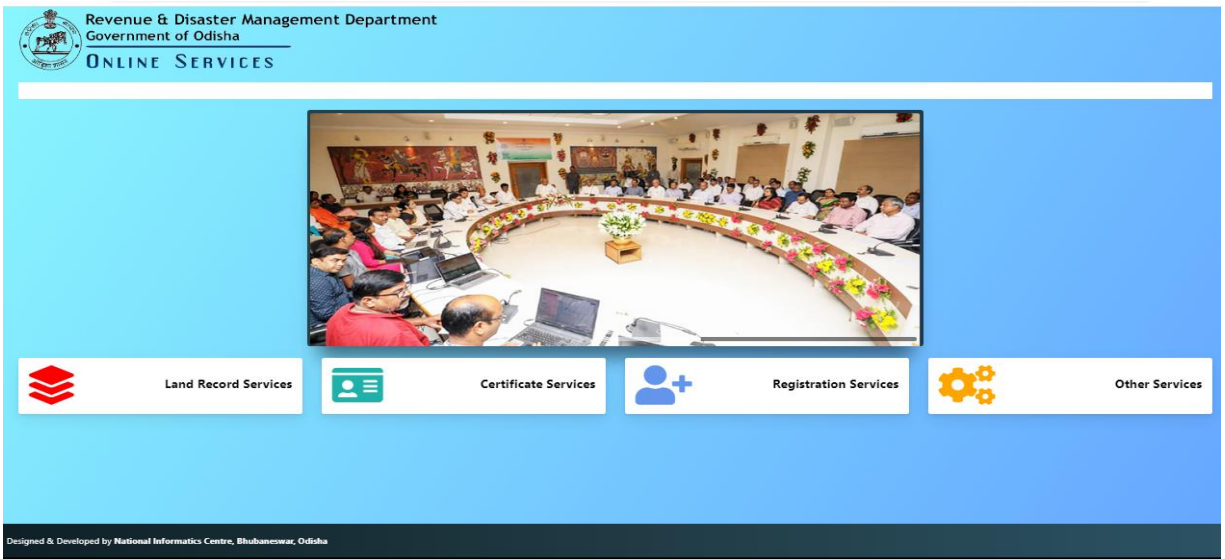 Revenue & Disaster Management Department
Government of Odisha
ONLINE SERVICES
Land Record Services
Certificate Services
Registration Services
Other Services
Designed & Developed by National Informatics Centre, Bhubaneswar, Odisha